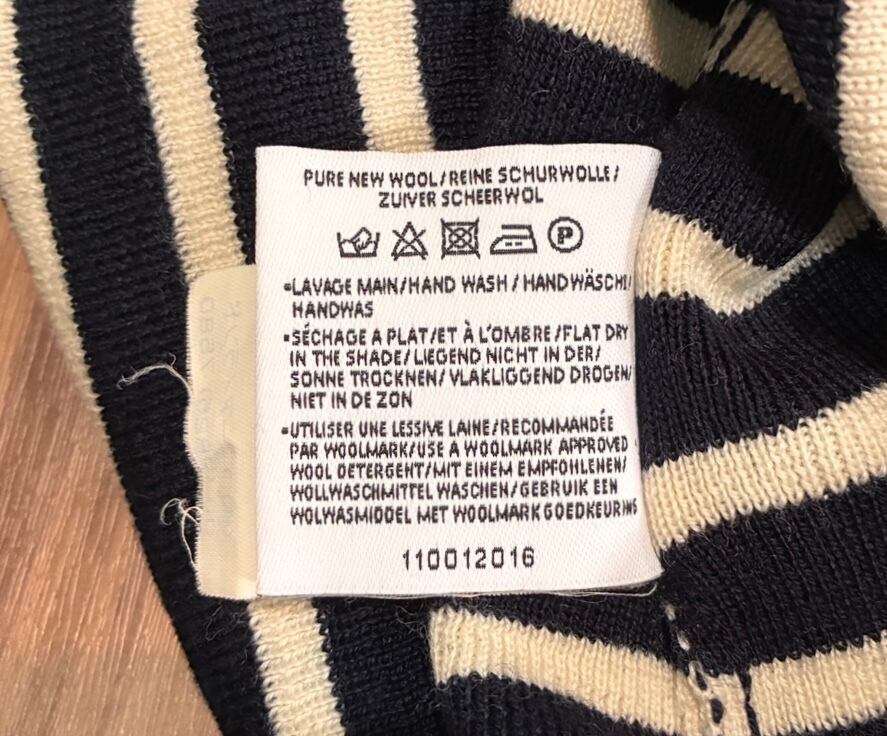 PURE NEW WOOL/REINE SCHURWOLLE/
ZUIVER SCHEERWOL
P
•LAVAGE MAIN/HAND WASH / HANDWÄSCHE/
HANDWAS
•SÉCHAGE A PLAT/ET À L'OMBRE/FLAT DRY
IN THE SHADE/LIEGEND NICHT IN DER/
SONNE TROCKNEN/VLAKLIGGEND DROGEN/
NIET IN DE ZON
•UTILISER UNE LESSIVE LAINE/RECOMMANDÉE
PAR WOOLMARK/USE A WOOLMARK APPROVED
WOOL DETERGENT/MIT EINEM EMPFOHLENEN/
WOLLWASCHMITTEL WASCHEN/GEBRUIK EEN
WOLWASMIDDEL MET WOOLMARK GOEDKEURING
110012016